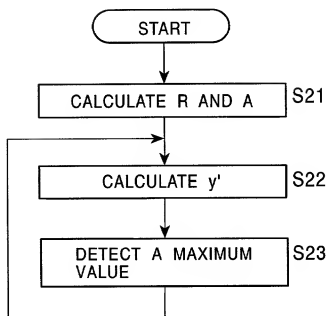 START
CALCULATE R AND A S21
CALCULATE y' S22
DETECT A MAXIMUM S23
VALUE